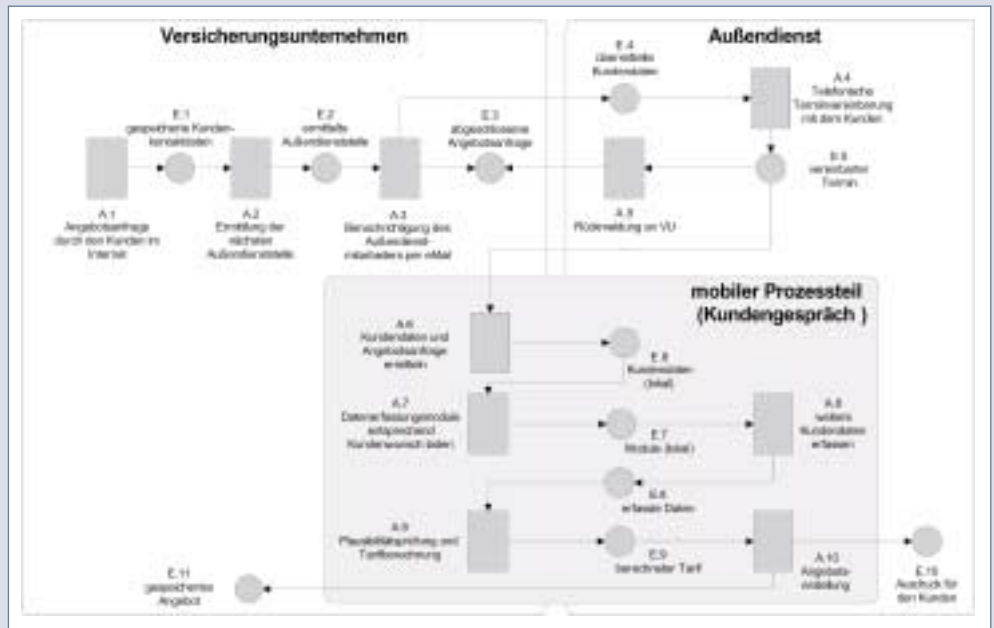 Versicherungsunternehmen
Außendienst
E.4
übermittelte
Kundendaten
A.4
Telefonische
Terminvereinbarung
mit dem Kunden
E.1
gespeicherte Kunden-
kontaktdaten
E.2
ermittelte
Außendienststelle
E.3
abgeschlossene
Angebotsanfrage
vereinbarter
Termin
A.1
Angebotsanfrage
durch den Kunden im
Internet
A.2
Ermittlung der
nächsten
Außendienststelle
A.3
Benachrichtigung des
Außendienst-
mitarbeiters per eMail
Rückmeldung an VU
mobiler Prozessteil
(Kundengespräch )
A.6
Kundendaten und
Angebotsanfrage
Kundendaten
(lokal)
A.7
Datenerfassungsmodule
entsprechend
Kundenwunsch laden
E.7
Module (lokal)
A.8
weitere
Kundendaten
erfassen
erfasste Daten
A.9
Plausibilitätsprüfung und
Tarifberechnung
E.9
berechneter Tarif
A.10
Angebots-
erstellung
E.10
Ausdruck für
den Kunden
E.11
gespeichertes
Angebot